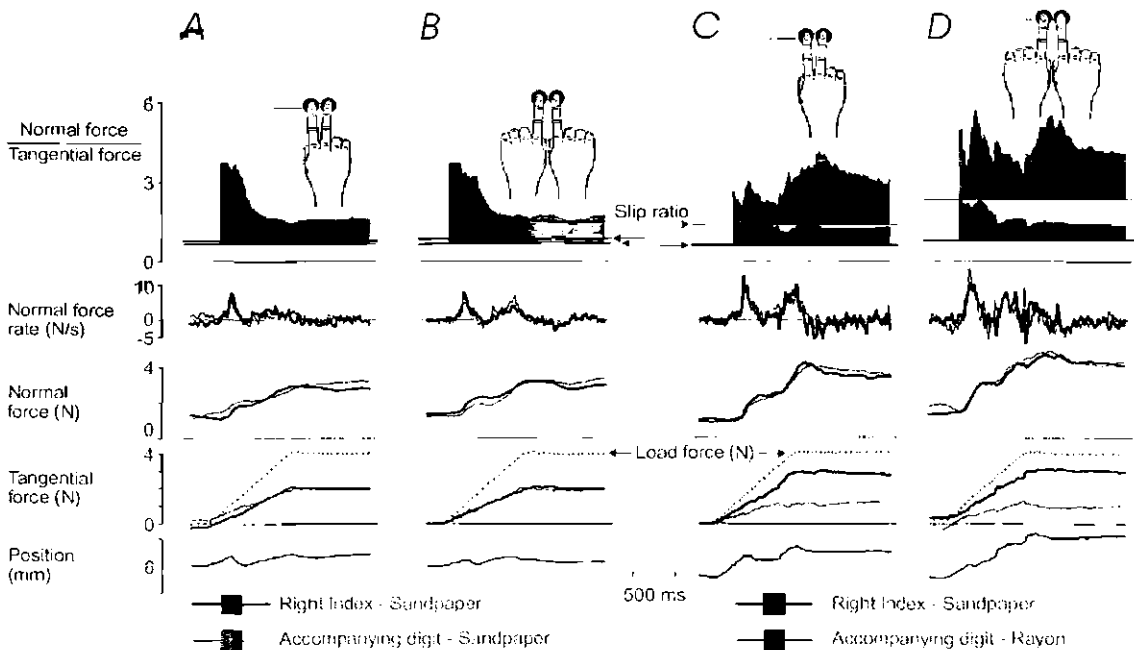 A B C D
6
Normal force
Tangential force
3
Slip ratio
0
10
Normal force
rate (N/s)
0
-5
4
Normal
force (N)
0
4
Load force (N)
Tangential
force (N)
0
Position
(mm)
6
500 ms
Right Index - Sandpaper
Right Index - Sandpaper
Accompanying digit - Sandpaper
Accompanying digit - Rayon